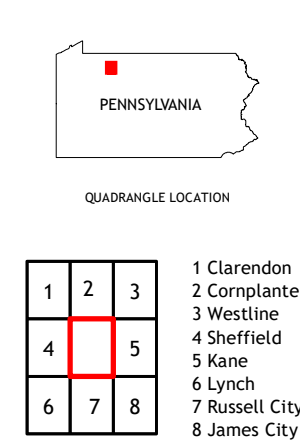 PENNSYLVANIA
QUADRANGLE LOCATION
1 2 3
4 5
6 7 8
1 Clarendon
2 Cornplante
3 Westline
4 Sheffield
5 Kane
6 Lynch
7 Russell City
8 James City